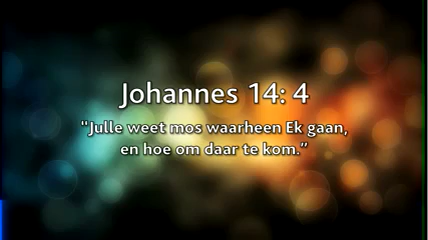 Johannes 14: 4
"Julle weet mos waarheen Ek gaan,
en hoe om daar te kom."